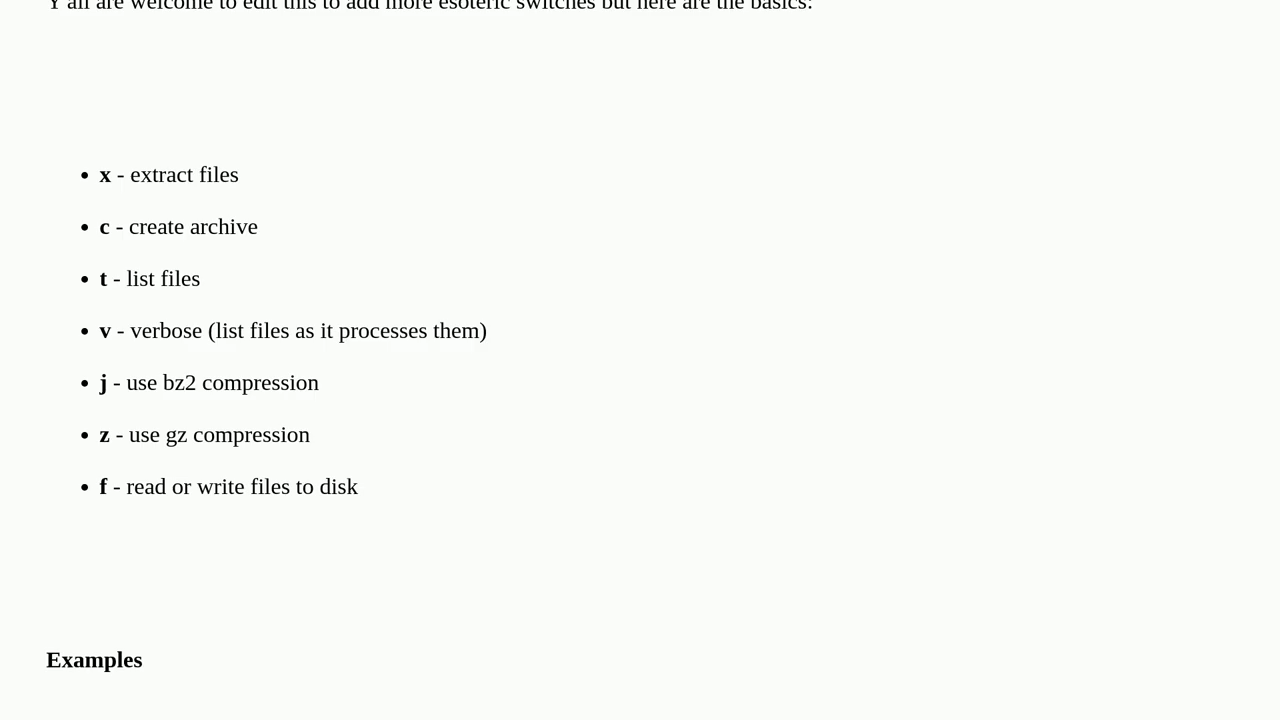 Y'all are welcome to edit this to add more esoteric switches but here are the basics:
• x - extract files
• c - create archive
• t - list files
• v - verbose (list files as it processes them)
• j - use bz2 compression
• z - use gz compression
• f - read or write files to disk
Examples